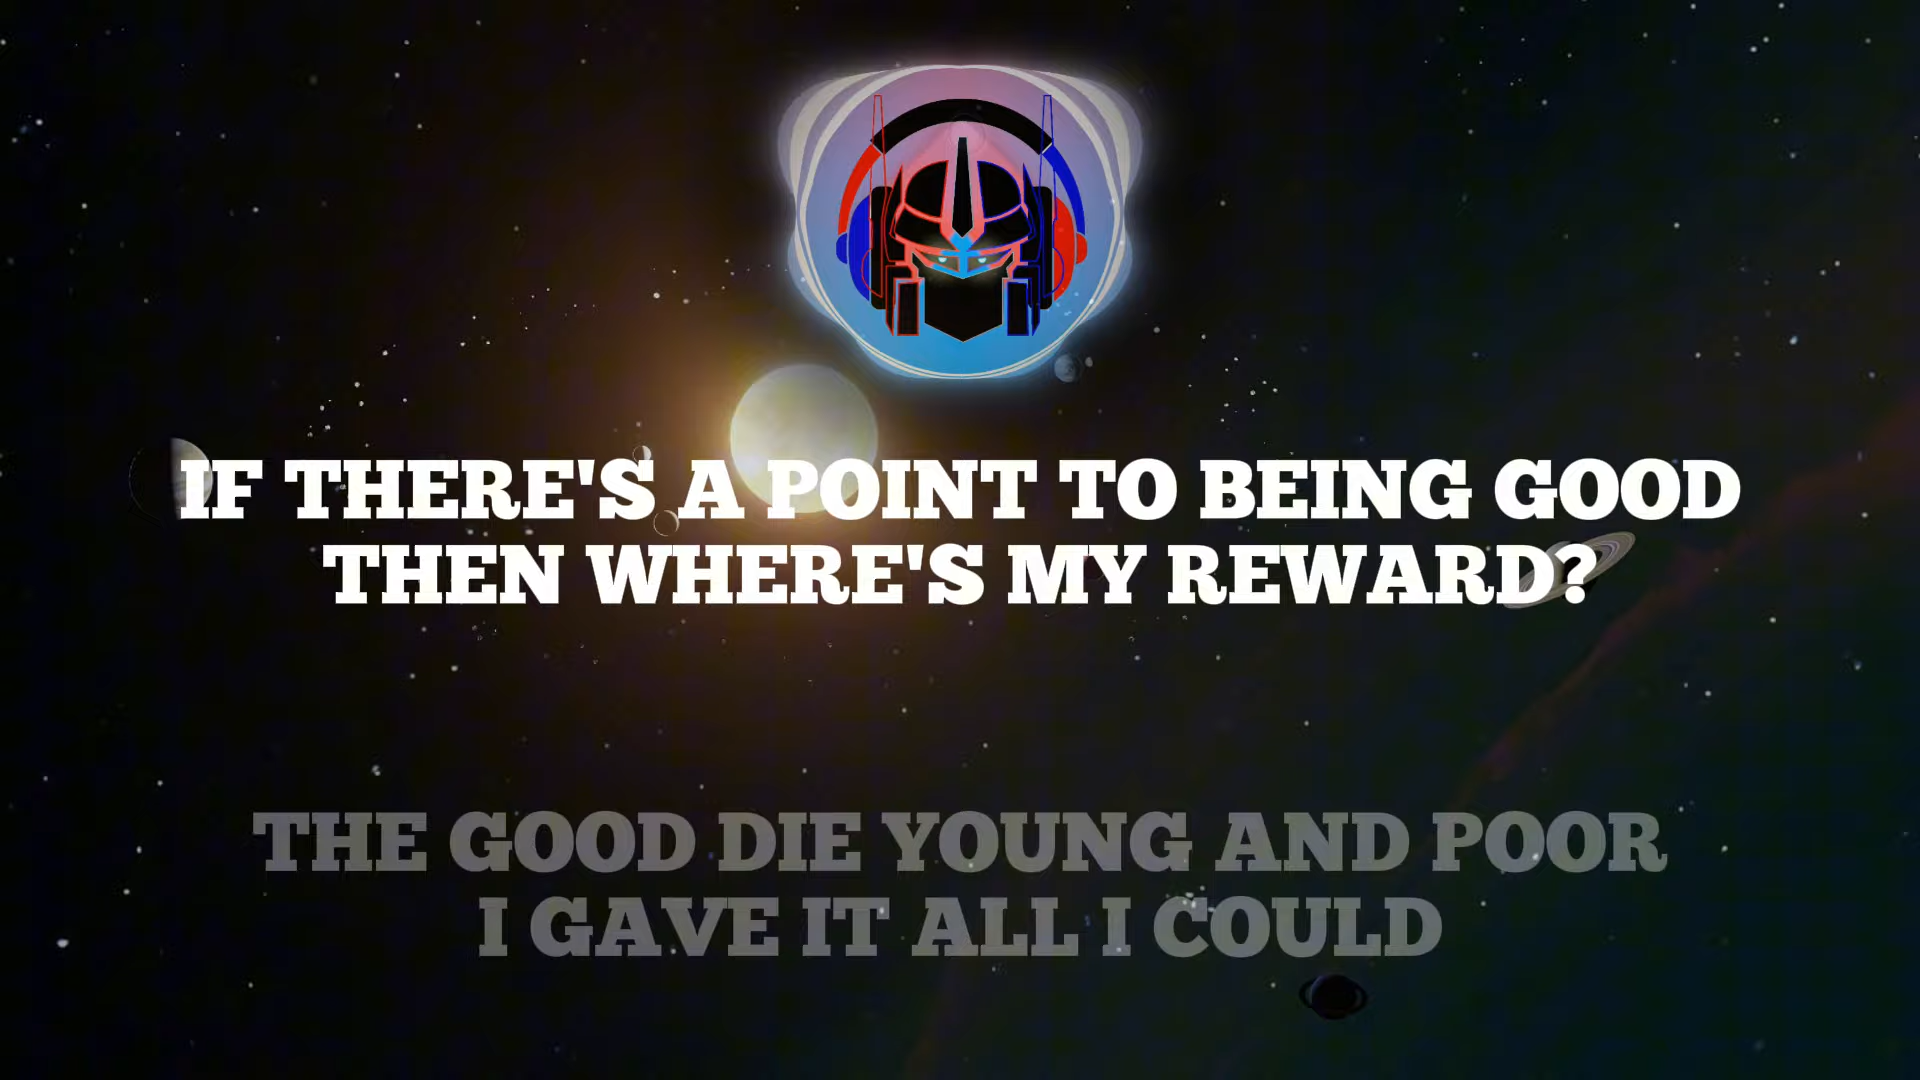 IF THERE'S A POINT TO BEING GOOD
THEN WHERE'S MY REWARD?
THE GOOD DIE YOUNG AND POOR
I GAVE IT ALL I COULD